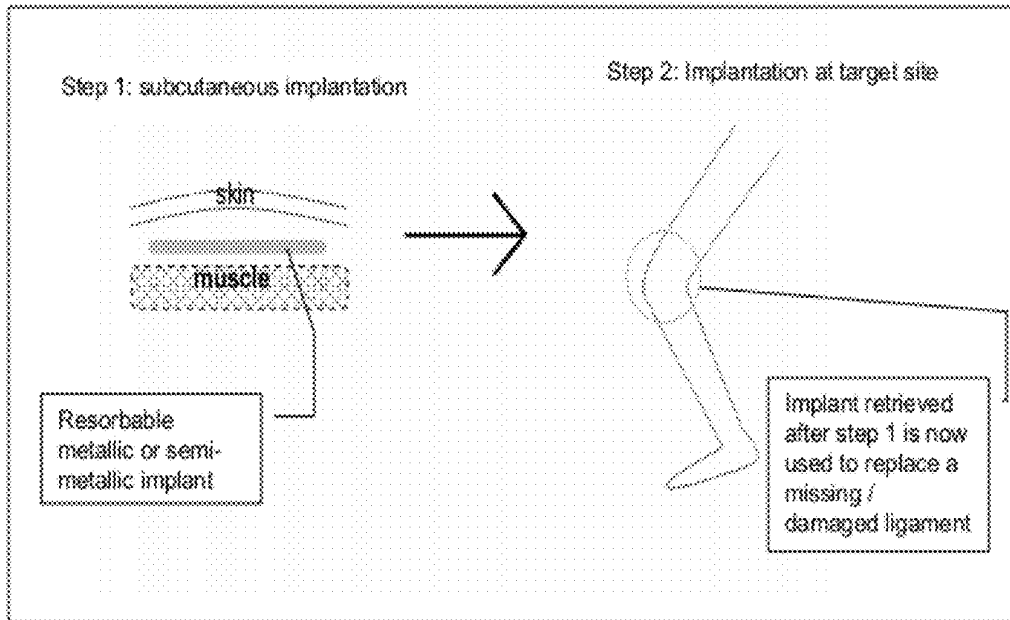 Step 1: subcutaneous implantation
Step 2: Implantation at target site
skin
muscle
Resorbable
metallic or semi-
metallic implant
Implant retrieved
after step 1 is now
used to replace a
missing /
damaged ligament